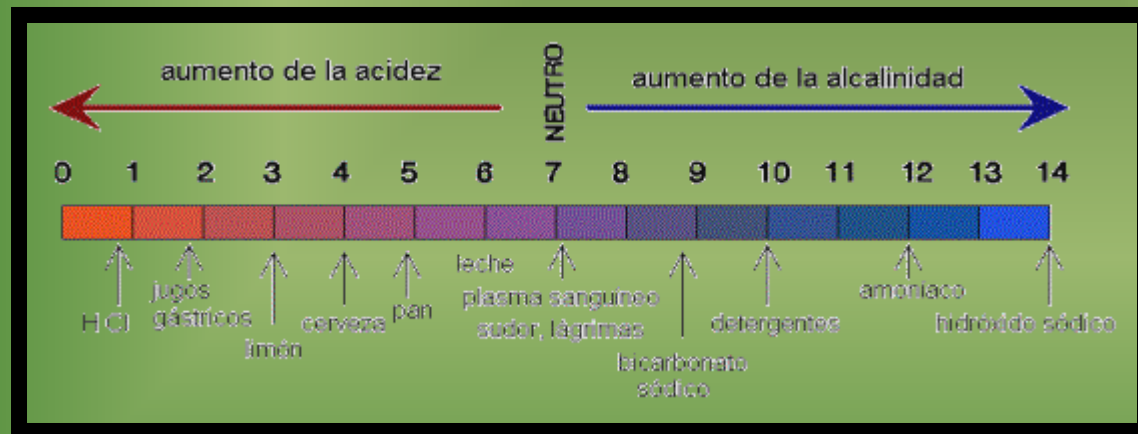 aumento de la acidez
NEUTRO
aumento de la alcalinidad
0 1 2 3 4 5 6 7 8 9 10 11 12 13 14
HCl
jugos
gástricos
limón
cerveza
pan
leche
plasma sanguíneo
sudor, lágrimas
bicarbonato
sódico
detergentes
amoniaco
hidróxido sódico